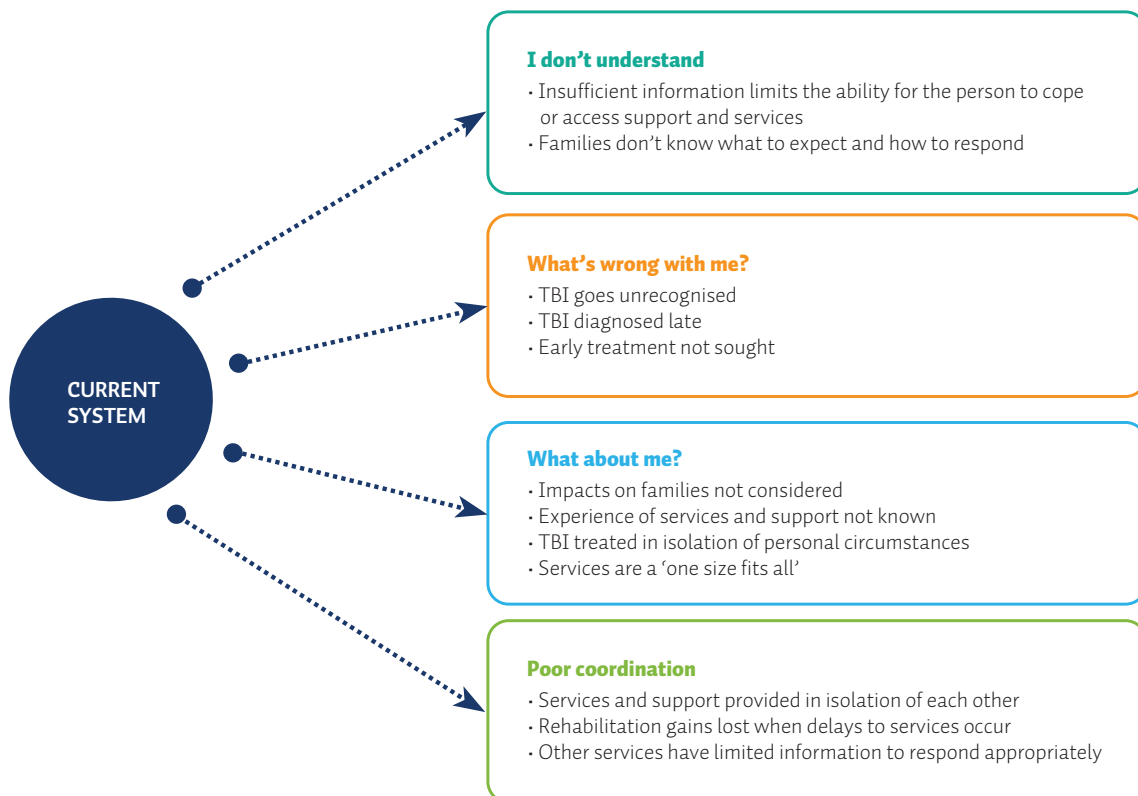 I don’t understand
· Insufficient information limits the ability for the person to cope
or access support and services
· Families don’t know what to expect and how to respond
What’s wrong with me?
· TBI goes unrecognised
· TBI diagnosed late
· Early treatment not sought
CURRENT
SYSTEM
What about me?
· Impacts on families not considered
· Experience of services and support not known
· TBI treated in isolation of personal circumstances
· Services are a ‘one size fits all’
Poor coordination
· Services and support provided in isolation of each other
· Rehabilitation gains lost when delays to services occur
· Other services have limited information to respond appropriately